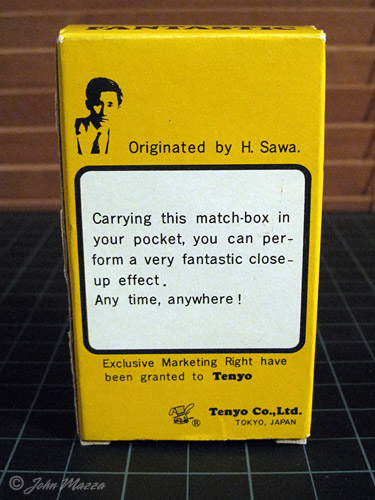 FANTASTIC
Originated by H. Sawa.
Carrying this match-box in
your pocket, you can per-
form a very fantastic close-
up effect.
Any time, anywhere!
Exclusive Marketing Right have
been granted to Tenyo
® Tenyo Co.,Ltd.
TOKYO, JAPAN
© John Mazza